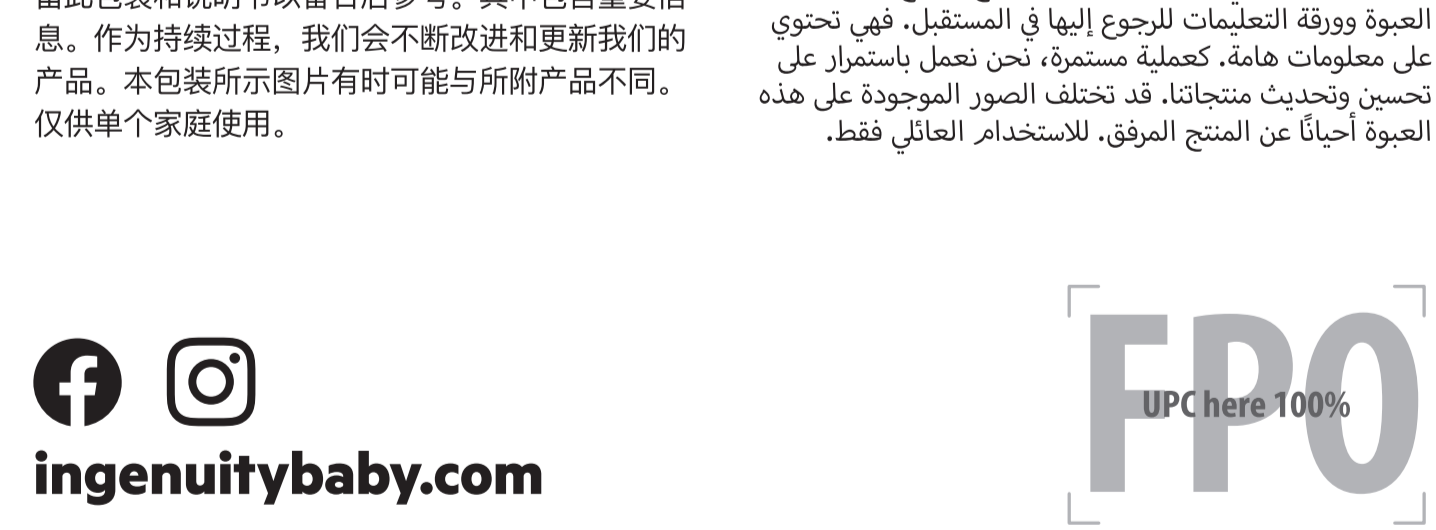 息。作为持续过程，我们会不断改进和更新我们的
产品。本包装所示图片有时可能与所附产品不同。
仅供单个家庭使用。
العبوة وورقة التعليمات للرجوع إليها في المستقبل. فهي تحتوي
على معلومات هامة. كعملية مستمرة، نحن نعمل باستمرار على
تحسين وتحديث منتجاتنا. قد تختلف الصور الموجودة على هذه
العبوة أحيانًا عن المنتج المرفق. للاستخدام العائلي فقط.
ingenuitybaby.com
FPO
UPC here 100%